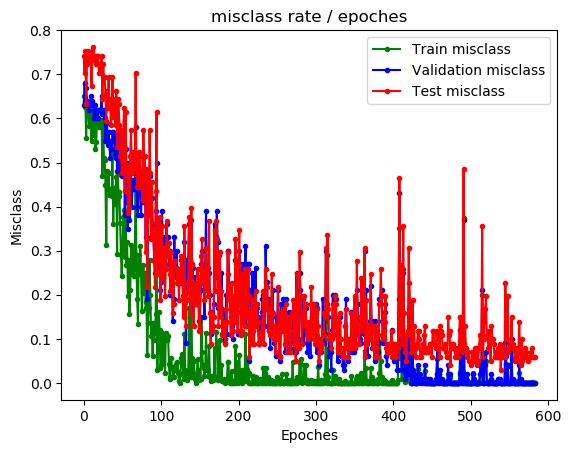 misclass rate / epoches
0.8
0.7
0.6
0.5
0.4
0.3
0.2
0.1
0.0
Misclass
Train misclass
Validation misclass
Test misclass
0 100 200 300 400 500 600
Epoches